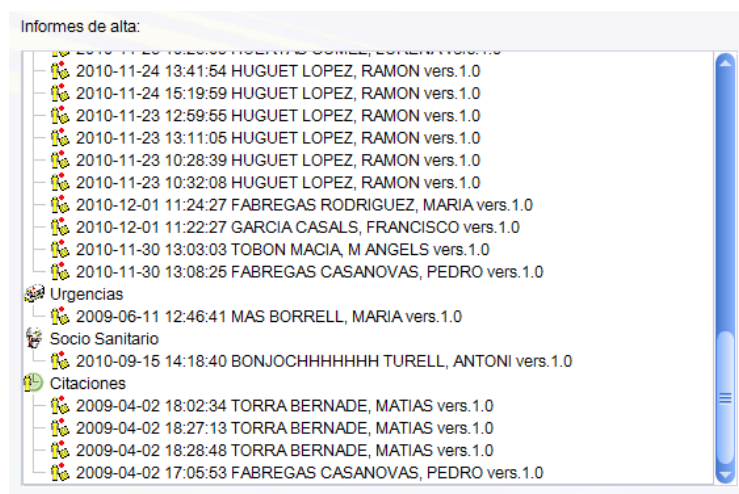 Informes de alta:
2010-11-24 13:41:54 HUGUET LOPEZ, RAMON vers.1.0
2010-11-24 15:19:59 HUGUET LOPEZ, RAMON vers.1.0
2010-11-23 12:59:55 HUGUET LOPEZ, RAMON vers.1.0
2010-11-23 13:11:05 HUGUET LOPEZ, RAMON vers.1.0
2010-11-23 10:28:39 HUGUET LOPEZ, RAMON vers.1.0
2010-11-23 10:32:08 HUGUET LOPEZ, RAMON vers.1.0
2010-12-01 11:24:27 FABREGAS RODRIGUEZ, MARIA vers.1.0
2010-12-01 11:22:27 GARCIA CASALS, FRANCISCO vers.1.0
2010-11-30 13:03:03 TOBON MACIA, M ANGELS vers.1.0
2010-11-30 13:08:25 FABREGAS CASANOVAS, PEDRO vers.1.0
Urgencias
2009-06-11 12:46:41 MAS BORRELL, MARIA vers.1.0
Socio Sanitario
2010-09-15 14:18:40 BONJOCHHHHHHH TURELL, ANTONI vers.1.0
Citaciones
2009-04-02 18:02:34 TORRA BERNADE, MATIAS vers.1.0
2009-04-02 18:27:13 TORRA BERNADE, MATIAS vers.1.0
2009-04-02 18:28:48 TORRA BERNADE, MATIAS vers.1.0
2009-04-02 17:05:53 FABREGAS CASANOVAS, PEDRO vers.1.0